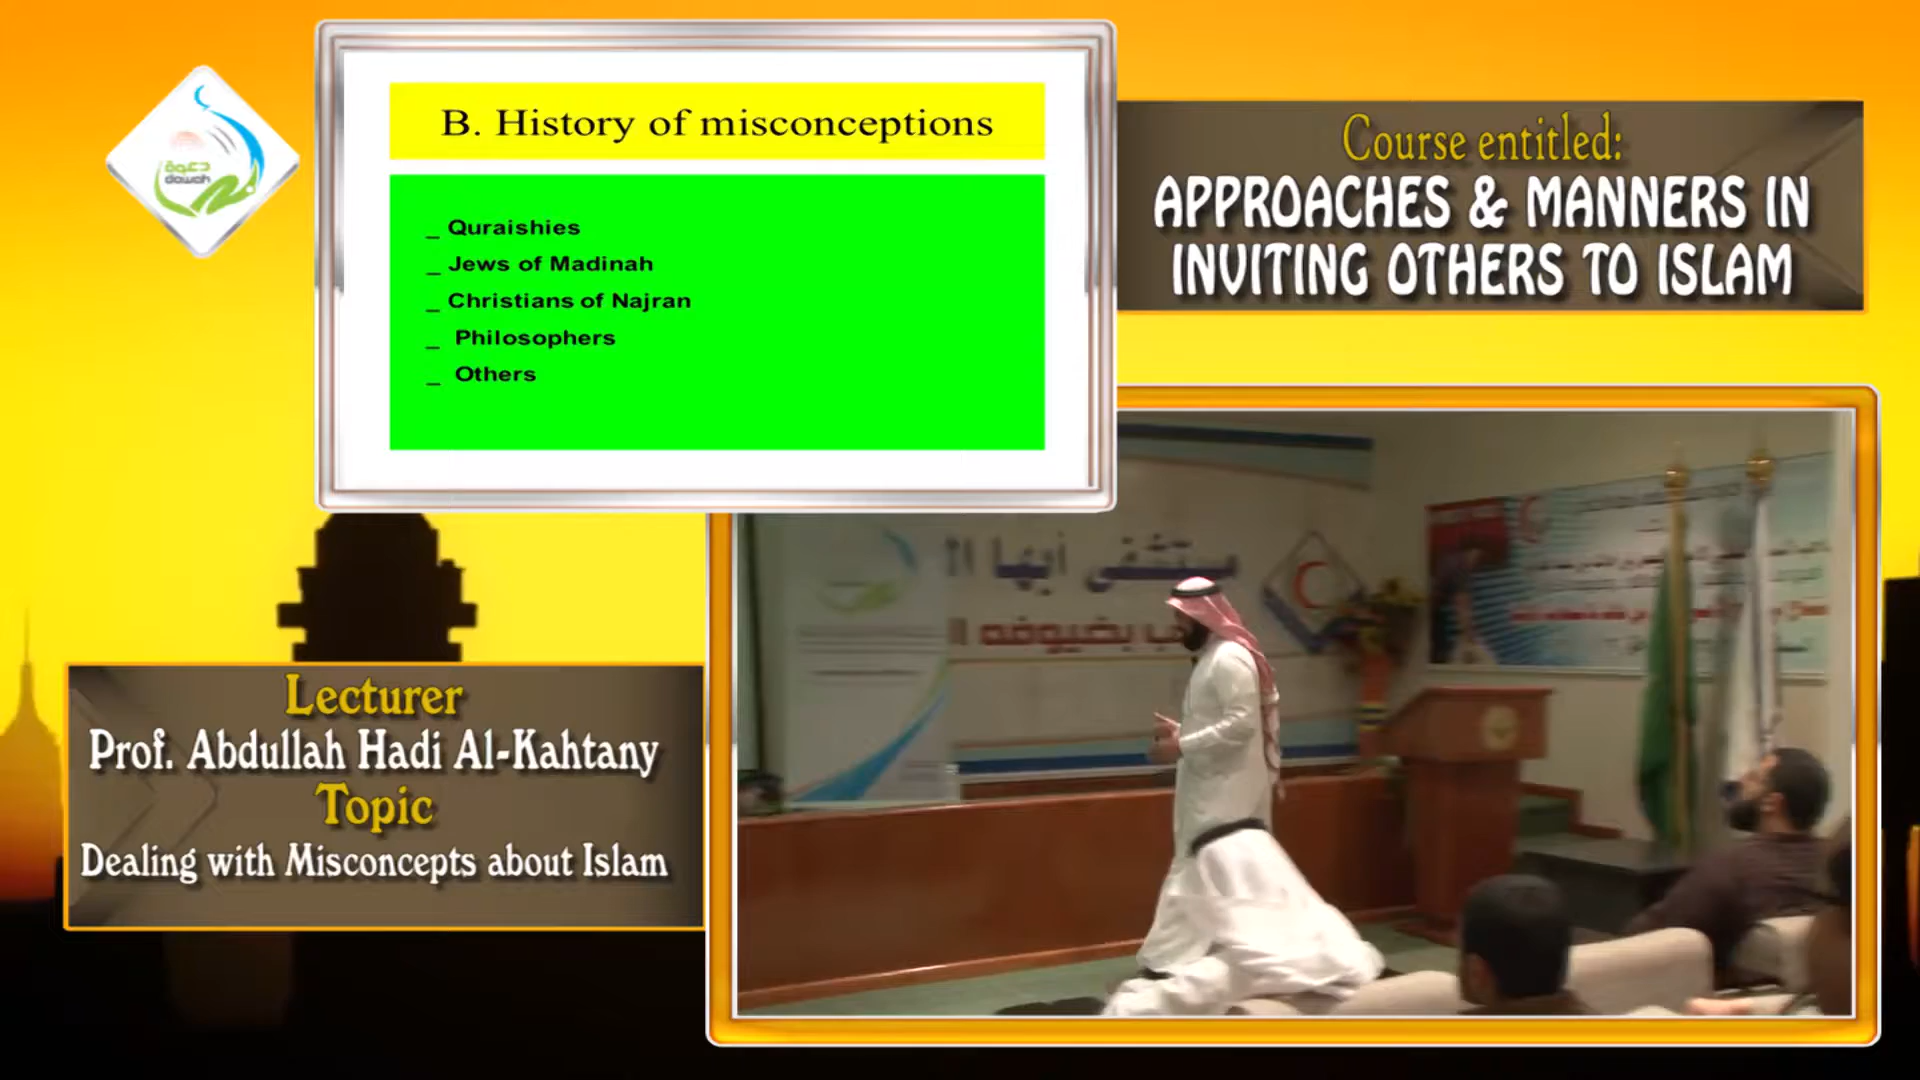 دعوة
dawah
B. History of misconceptions
_ Quraishies
_ Jews of Madinah
_ Christians of Najran
_ Philosophers
_ Others
Course entitled:
APPROACHES & MANNERS IN
INVITING OTHERS TO ISLAM
مستشفى أبها
بضيوفه
Lecturer
Prof. Abdullah Hadi Al-Kahtany
Topic
Dealing with Misconcepts about Islam